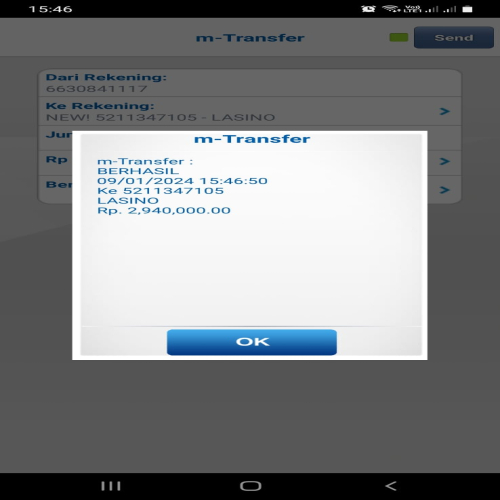 15:46
m-Transfer
Send
Dari Rekening:
6630841117
Ke Rekening:
NEW! 5211347105 - LASINO
Jur
Rp
Ber
m-Transfer
m-Transfer :
BERHASIL
09/01/2024 15:46:50
Ke 5211347105
LASINO
Rp. 2,940,000.00
OK